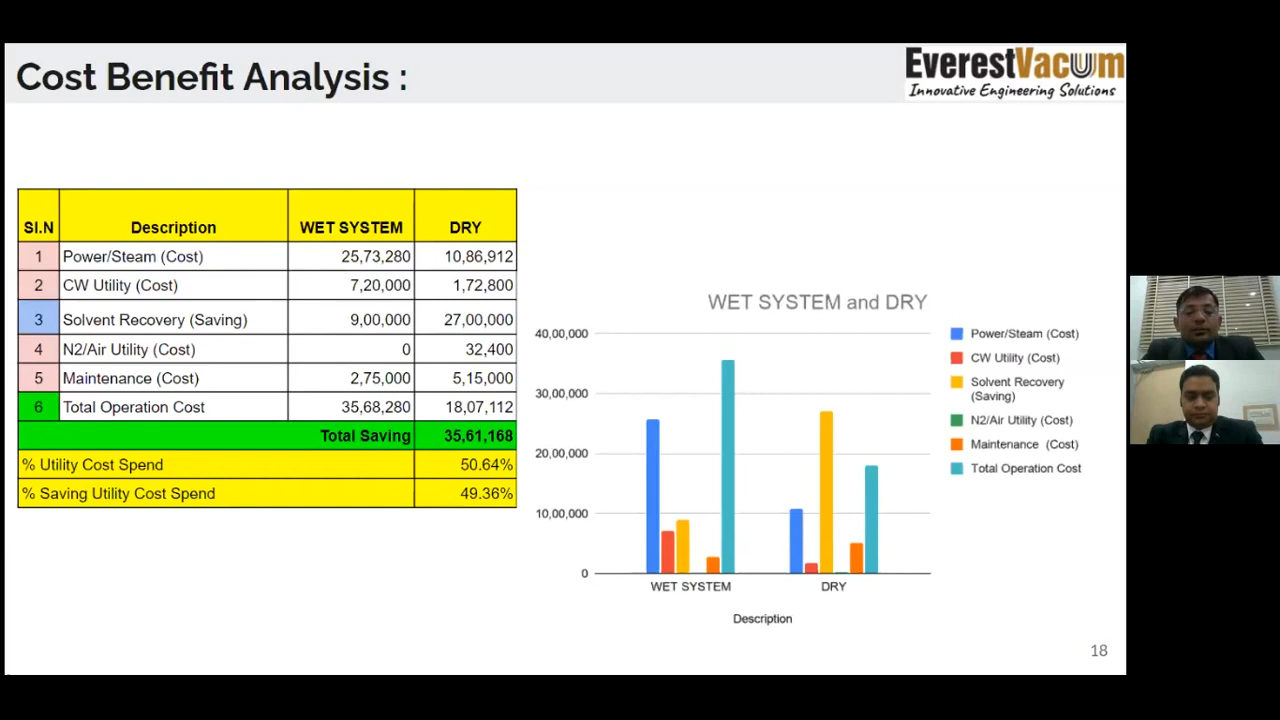 Cost Benefit Analysis :
EverestVacuum
Innovative Engineering Solutions
Sl.N Description WET SYSTEM DRY
1 Power/Steam (Cost) 25,73,280 10,86,912
2 CW Utility (Cost) 7,20,000 1,72,800
3 Solvent Recovery (Saving) 9,00,000 27,00,000
4 N2/Air Utility (Cost) 0 32,400
5 Maintenance (Cost) 2,75,000 5,15,000
6 Total Operation Cost 35,68,280 18,07,112
Total Saving 35,61,168
% Utility Cost Spend 50.64%
% Saving Utility Cost Spend 49.36%
WET SYSTEM and DRY
40,00,000
30,00,000
20,00,000
10,00,000
0
WET SYSTEM DRY
Description
Power/Steam (Cost)
CW Utility (Cost)
Solvent Recovery
(Saving)
N2/Air Utility (Cost)
Maintenance (Cost)
Total Operation Cost
18